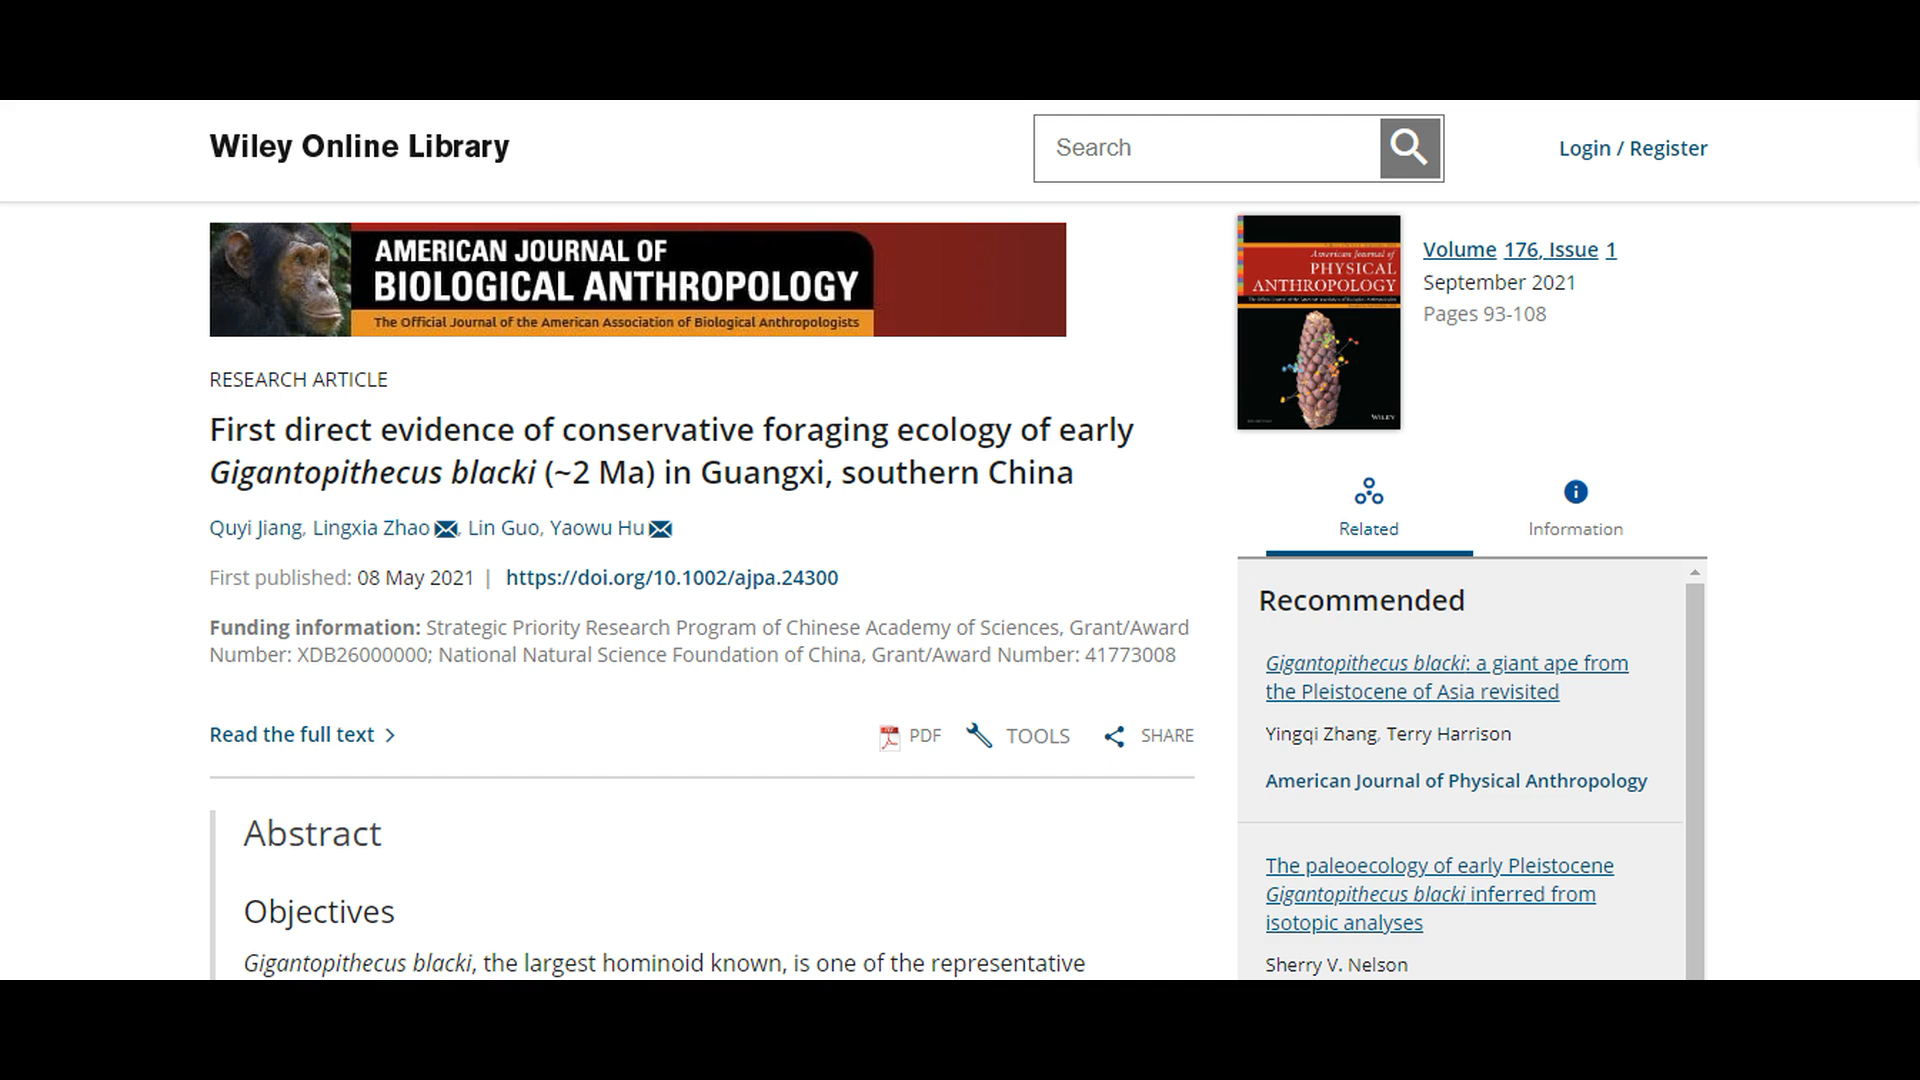 Wiley Online Library
Search
Login / Register
AMERICAN JOURNAL OF
BIOLOGICAL ANTHROPOLOGY
The Official Journal of the American Association of Biological Anthropologists
RESEARCH ARTICLE
First direct evidence of conservative foraging ecology of early
Gigantopithecus blacki (~2 Ma) in Guangxi, southern China
Quyi Jiang, Lingxia Zhao, Lin Guo, Yaowu Hu
First published: 08 May 2021 | https://doi.org/10.1002/ajpa.24300
Funding information: Strategic Priority Research Program of Chinese Academy of Sciences, Grant/Award
Number: XDB26000000; National Natural Science Foundation of China, Grant/Award Number: 41773008
Read the full text
PDF TOOLS SHARE
Abstract
Objectives
Gigantopithecus blacki, the largest hominoid known, is one of the representative
American Journal of
PHYSICAL
ANTHROPOLOGY
WILEY
Volume 176, Issue 1
September 2021
Pages 93-108
Related
Information
Recommended
Gigantopithecus blacki: a giant ape from
the Pleistocene of Asia revisited
Yingqi Zhang, Terry Harrison
American Journal of Physical Anthropology
The paleoecology of early Pleistocene
Gigantopithecus blacki inferred from
isotopic analyses
Sherry V. Nelson